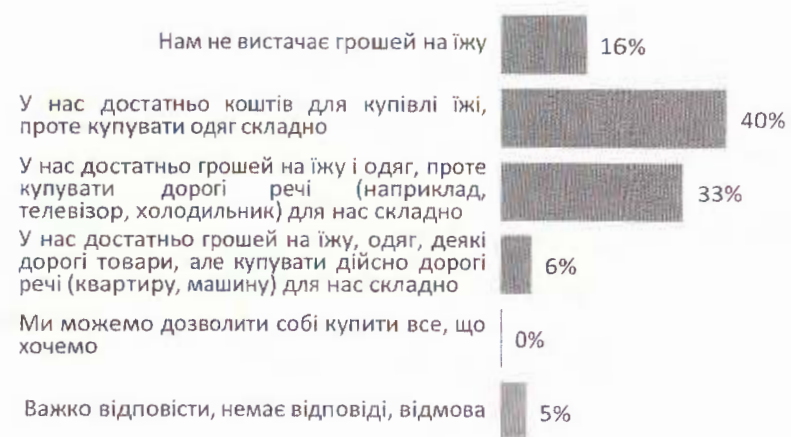 Нам не вистачає грошей на їжу
16%
У нас достатньо коштів для купівлі їжі,
проте купувати одяг складно
40%
У нас достатньо грошей на їжу і одяг, проте
купувати дорогі речі (наприклад,
телевізор, холодильник) для нас складно
33%
У нас достатньо грошей на їжу, одяг, деякі
дорогі товари, але купувати дійсно дорогі
речі (квартиру, машину) для нас складно
6%
Ми можемо дозволити собі купити все, що
хочемо
0%
Важко відповісти, немає відповіді, відмова
5%